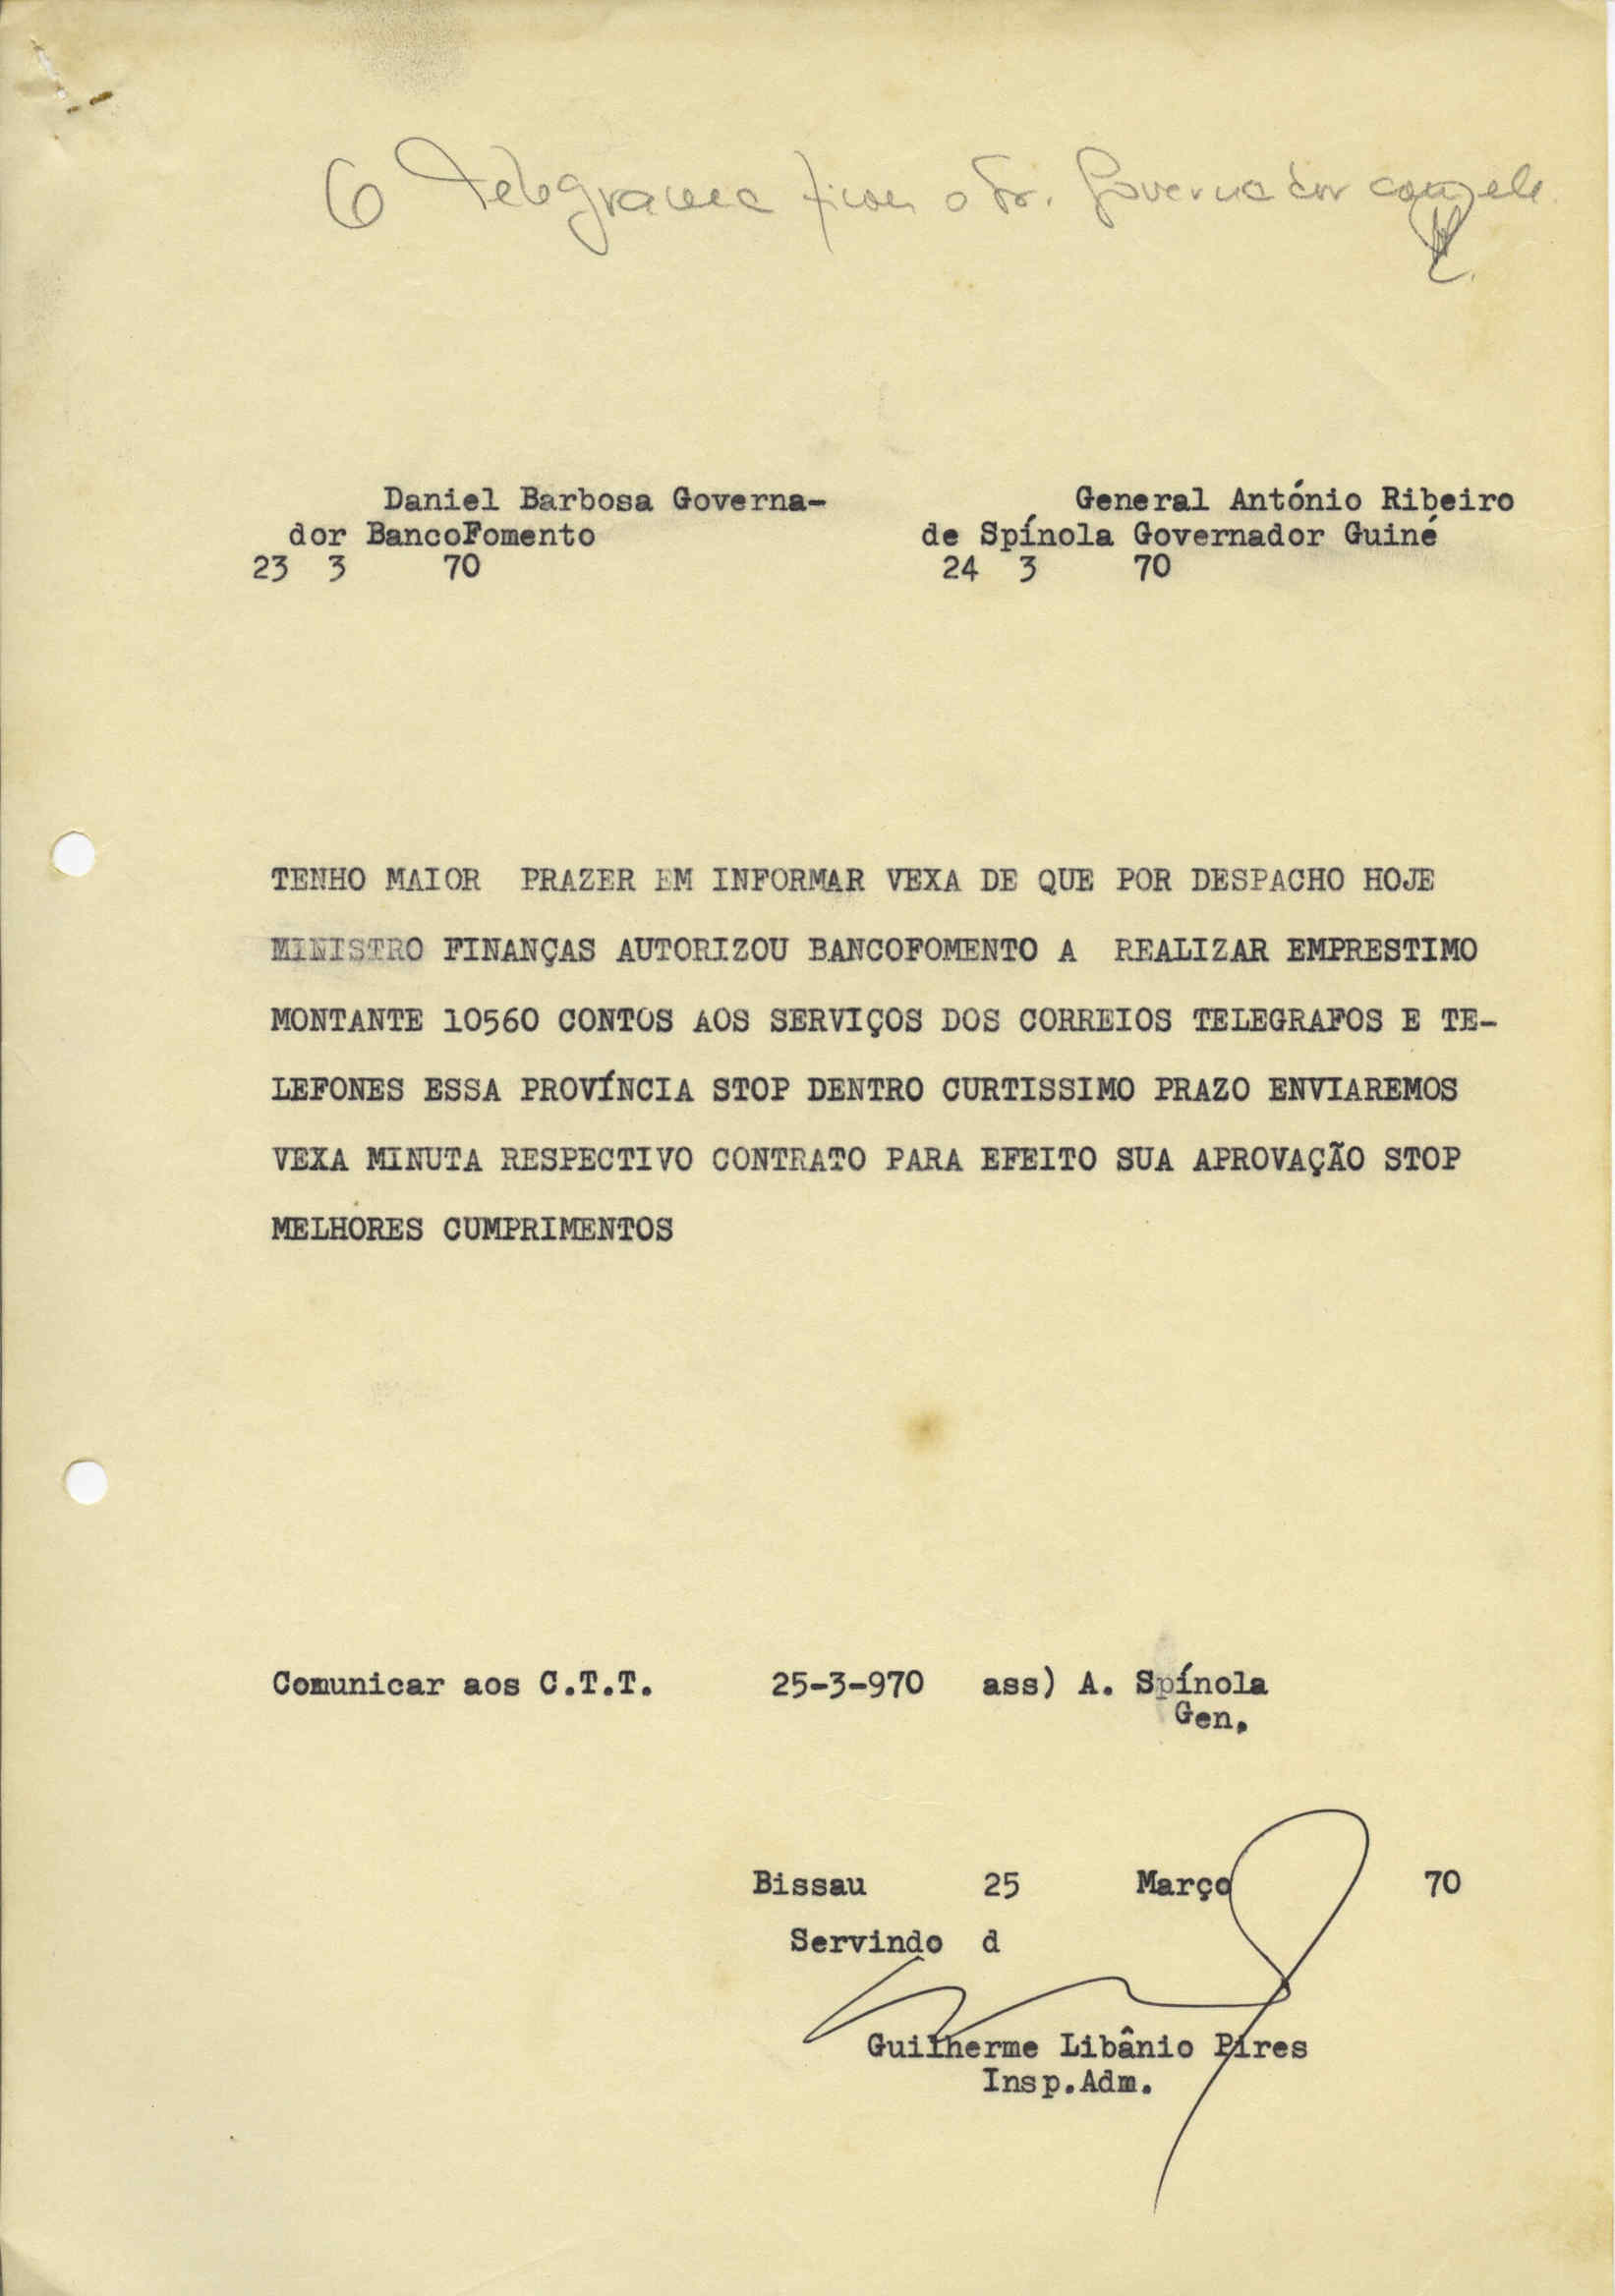 O Telegrama ficou o Sr. Governador com ele.
Daniel Barbosa Governa-
dor BancoFomento
23 3 70
General António Ribeiro
de Spínola Governador Guiné
24 3 70
TENHO MAIOR PRAZER EM INFORMAR VEXA DE QUE POR DESPACHO HOJE
MINISTRO FINANÇAS AUTORIZOU BANCOFOMENTO A REALIZAR EMPRESTIMO
MONTANTE 10560 CONTOS AOS SERVIÇOS DOS CORREIOS TELEGRAFOS E TE-
LEFONES ESSA PROVÍNCIA STOP DENTRO CURTISSIMO PRAZO ENVIAREMOS
VEXA MINUTA RESPECTIVO CONTRATO PARA EFEITO SUA APROVAÇÃO STOP
MELHORES CUMPRIMENTOS
Comunicar aos C.T.T. 25-3-970 ass) A. Spínola
Gen.
Bissau 25 Março 70
Servindo d
Guilherme Libânio Pires
Insp.Adm.